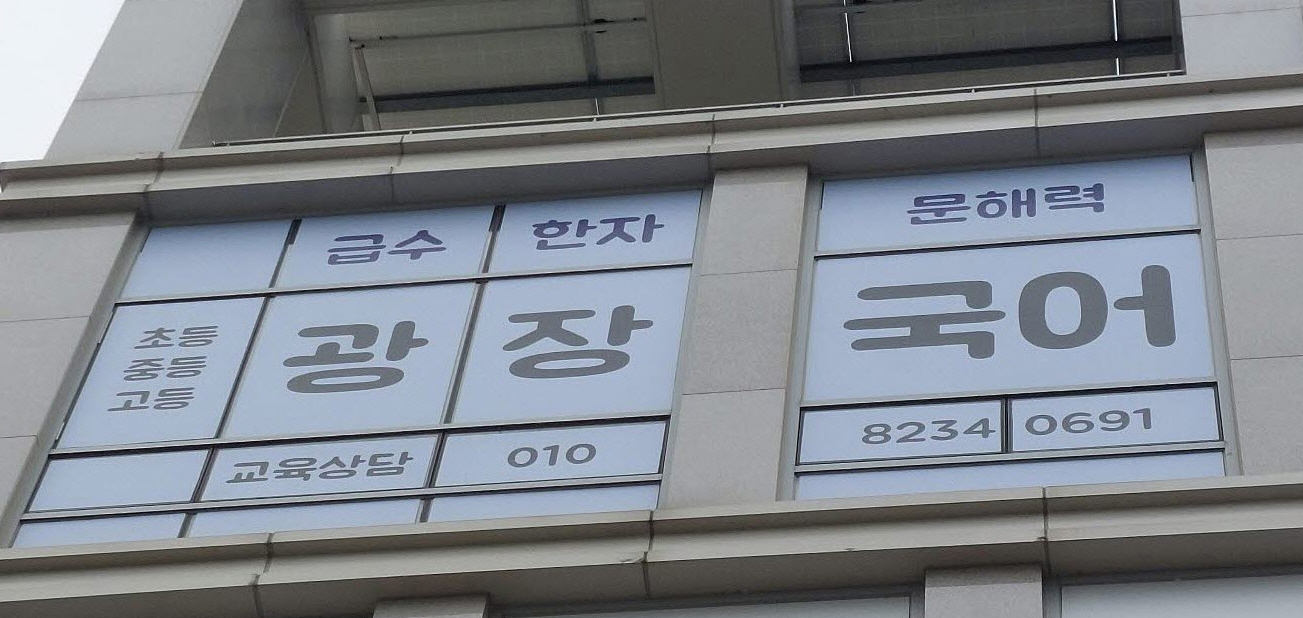 급수 한자 문해력
초등
중등
고등
광장 국어
교육상담 010 8234 0691